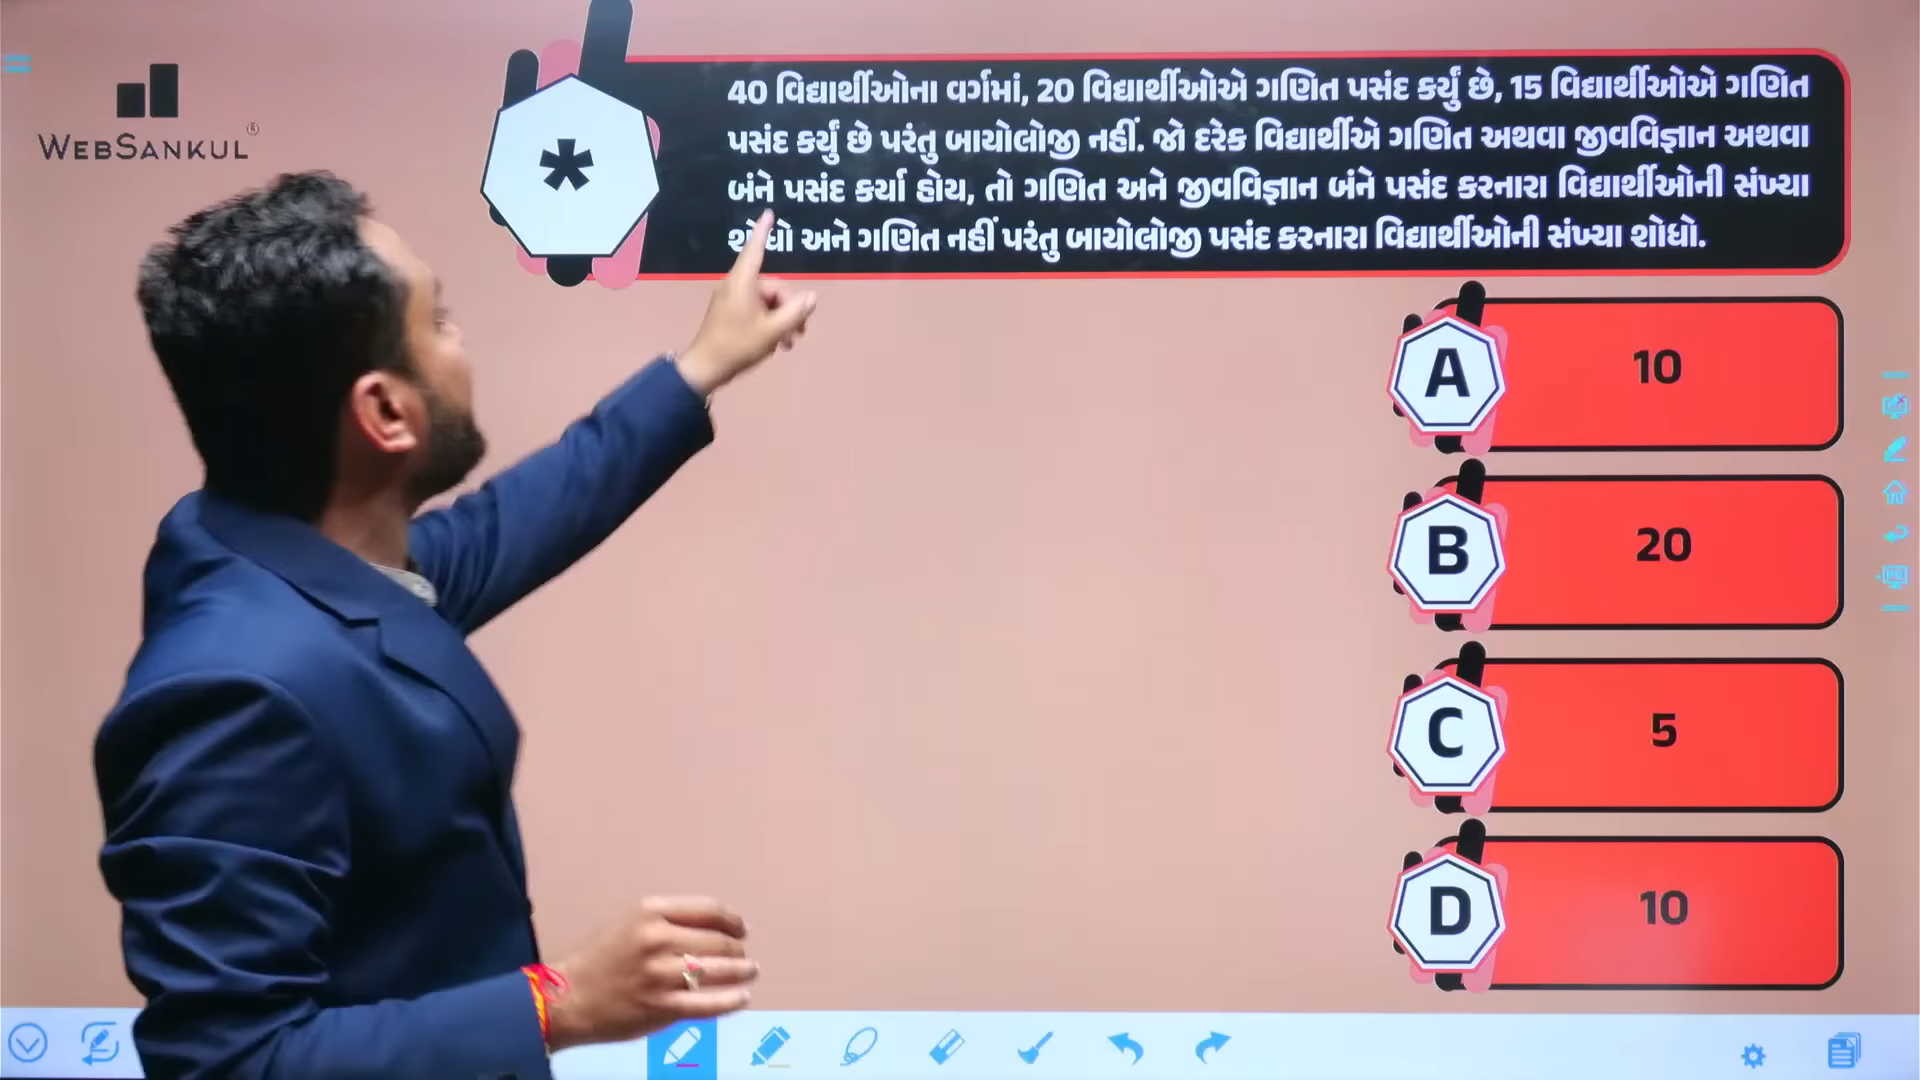 WEBSANKUL®
*
40 વિદ્યાર્થીઓના વર્ગમાં, 20 વિદ્યાર્થીઓએ ગણિત પસંદ કર્યું છે, 15 વિદ્યાર્થીઓએ ગણિત
પસંદ કર્યું છે પરંતુ બાયોલોજી નહીં. જો દરેક વિદ્યાર્થીએ ગણિત અથવા જીવવિજ્ઞાન અથવા
બંને પસંદ કર્યા હોય, તો ગણિત અને જીવવિજ્ઞાન બંને પસંદ કરનારા વિદ્યાર્થીઓની સંખ્યા
શોધો અને ગણિત નહીં પરંતુ બાયોલોજી પસંદ કરનારા વિદ્યાર્થીઓની સંખ્યા શોધો.
A 10
B 20
C 5
D 10